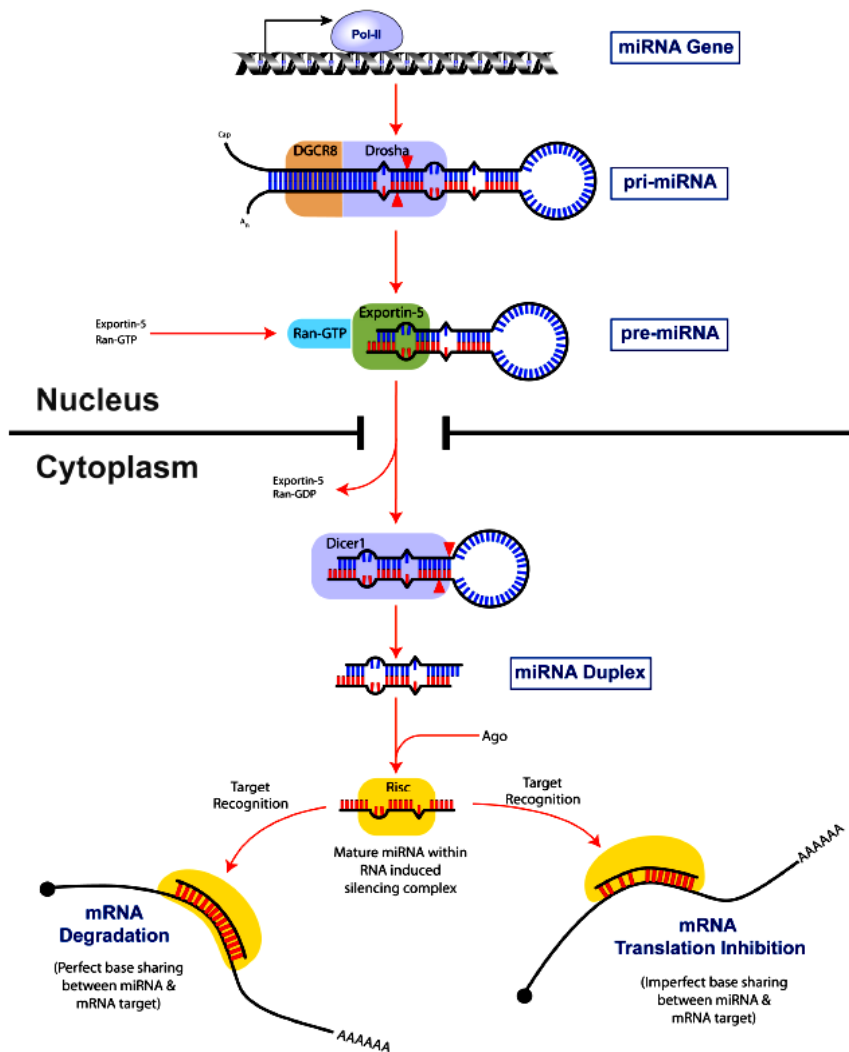 Pol-II
miRNA Gene
Cap
DGCR8
Drosha
pri-miRNA
An
Exportin-5
Ran-GTP
Ran-GTP
Exportin-5
pre-miRNA
Nucleus
Cytoplasm
Exportin-5
Ran-GDP
Dicer1
miRNA Duplex
Ago
Target
Recognition
Risc
Target
Recognition
Mature miRNA within
RNA induced
silencing complex
AAAAAA
mRNA
Degradation
(Perfect base sharing
between miRNA &
mRNA target)
AAAAAA
mRNA
Translation Inhibition
(Imperfect base sharing
between miRNA &
mRNA target)